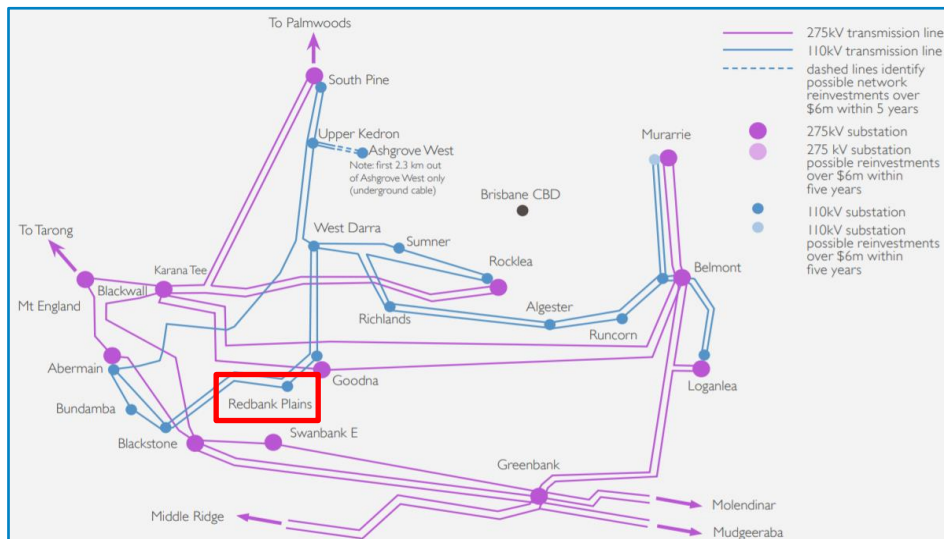 To Palmwoods
South Pine
Upper Kedron
Ashgrove West
Note: first 2.3 km out
of Ashgrove West only
(underground cable)
275kV transmission line
110kV transmission line
dashed lines identify
possible network
reinvestments over
$6m within 5 years
275kV substation
275 kV substation
possible reinvestments
over $6m within
five years
110kV substation
110kV substation
possible reinvestments
over $6m within
five years
Murarrie
Brisbane CBD
To Tarong
West Darra
Sumner
Rocklea
Belmont
Karana Tee
Blackwall
Mt England
Richlands
Algester
Runcorn
Abermain
Goodna
Loganlea
Redbank Plains
Bundamba
Swanbank E
Blackstone
Greenbank
Molendinar
Middle Ridge
Mudgeeraba